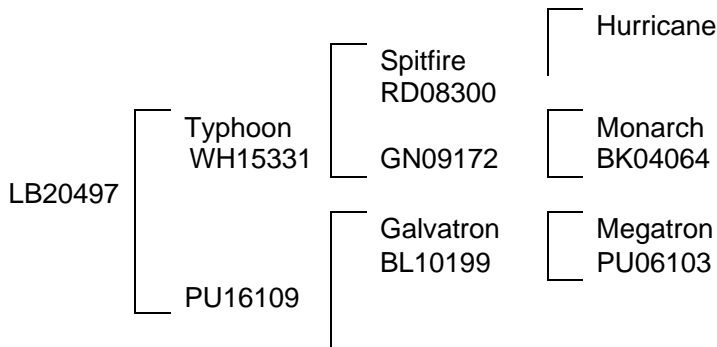 Hurricane
Spitfire
RD08300
Typhoon
WH15331
GN09172
Monarch
BK04064
LB20497
Galvatron
BL10199
Megatron
PU06103
PU16109